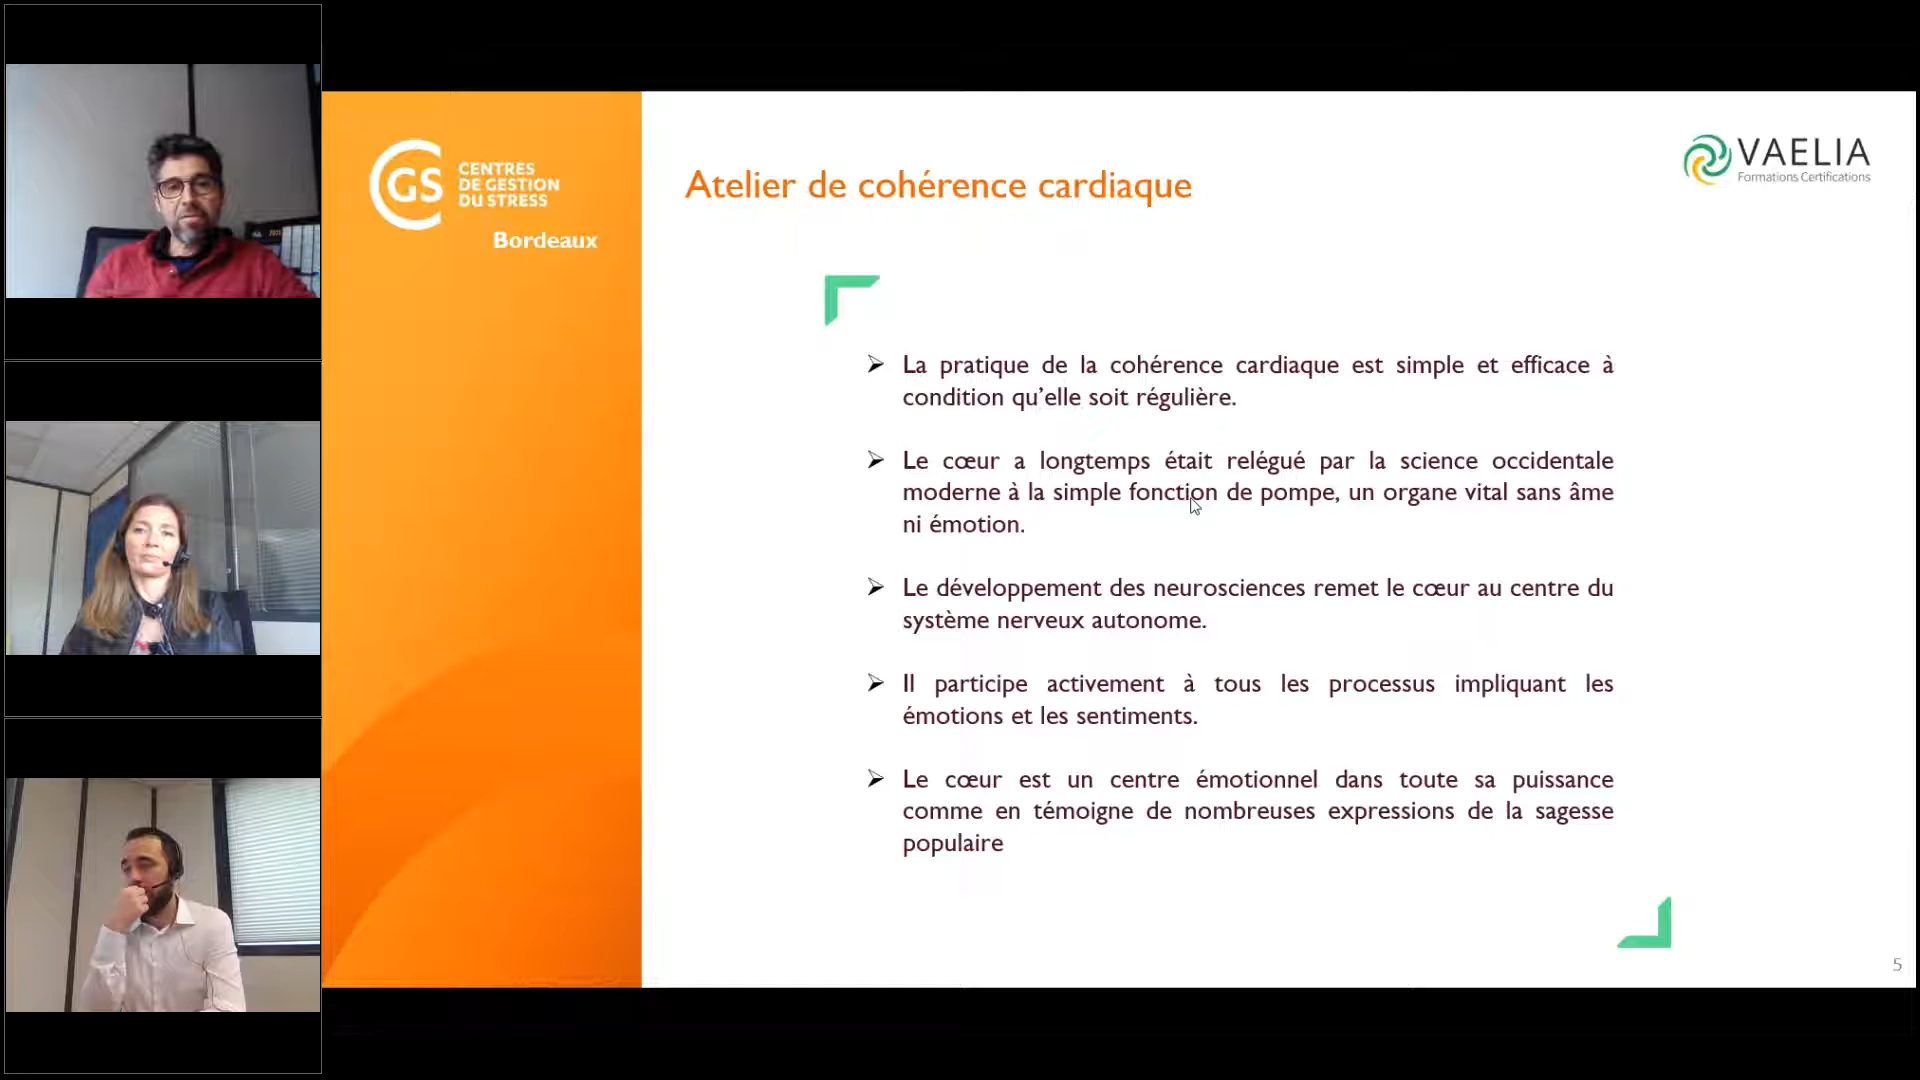 CENTRES
DE GESTION
DU STRESS
GS
Bordeaux
VAELIA
Formations Certifications
Atelier de cohérence cardiaque
La pratique de la cohérence cardiaque est simple et efficace à
condition qu’elle soit régulière.
Le cœur a longtemps était relégué par la science occidentale
moderne à la simple fonction de pompe, un organe vital sans âme
ni émotion.
Le développement des neurosciences remet le cœur au centre du
système nerveux autonome.
Il participe activement à tous les processus impliquant les
émotions et les sentiments.
Le cœur est un centre émotionnel dans toute sa puissance
comme en témoigne de nombreuses expressions de la sagesse
populaire
5